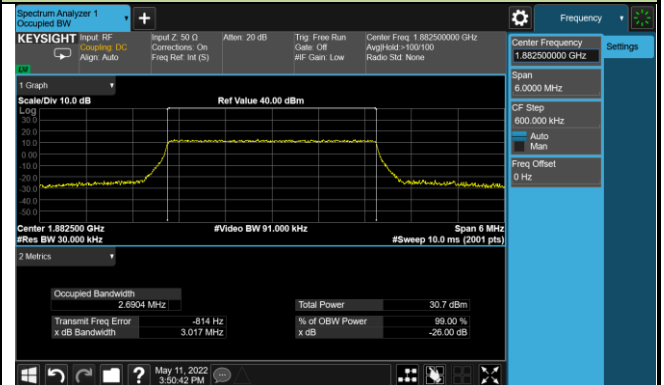 Spectrum Analyzer 1
Occupied BW
+
Frequency
KEYSIGHT
Input: RF
Coupling: DC
Align: Auto
Input Z: 50 Ω
Corrections: On
Freq Ref: Int (S)
Atten: 20 dB
Trig: Free Run
Gate: Off
#IF Gain: Low
Center Freq: 1.882500000 GHz
Avg|Hold:>100/100
Radio Std: None
Center Frequency
1.882500000 GHz
Settings
Span
6.0000 MHz
CF Step
600.000 kHz
Auto
Man
Freq Offset
0 Hz
1 Graph
Scale/Div 10.0 dB
Ref Value 40.00 dBm
Log
30.0
20.0
10.0
0.00
-10.0
-20.0
-30.0
-40.0
-50.0
Center 1.882500 GHz
#Video BW 91.000 kHz
Span 6 MHz
#Res BW 30.000 kHz
#Sweep 10.0 ms (2001 pts)
2 Metrics
Occupied Bandwidth
2.6904 MHz
Total Power 30.7 dBm
Transmit Freq Error -814 Hz
% of OBW Power 99.00 %
x dB Bandwidth 3.017 MHz
x dB -26.00 dB
?
May 11, 2022
3:50:42 PM